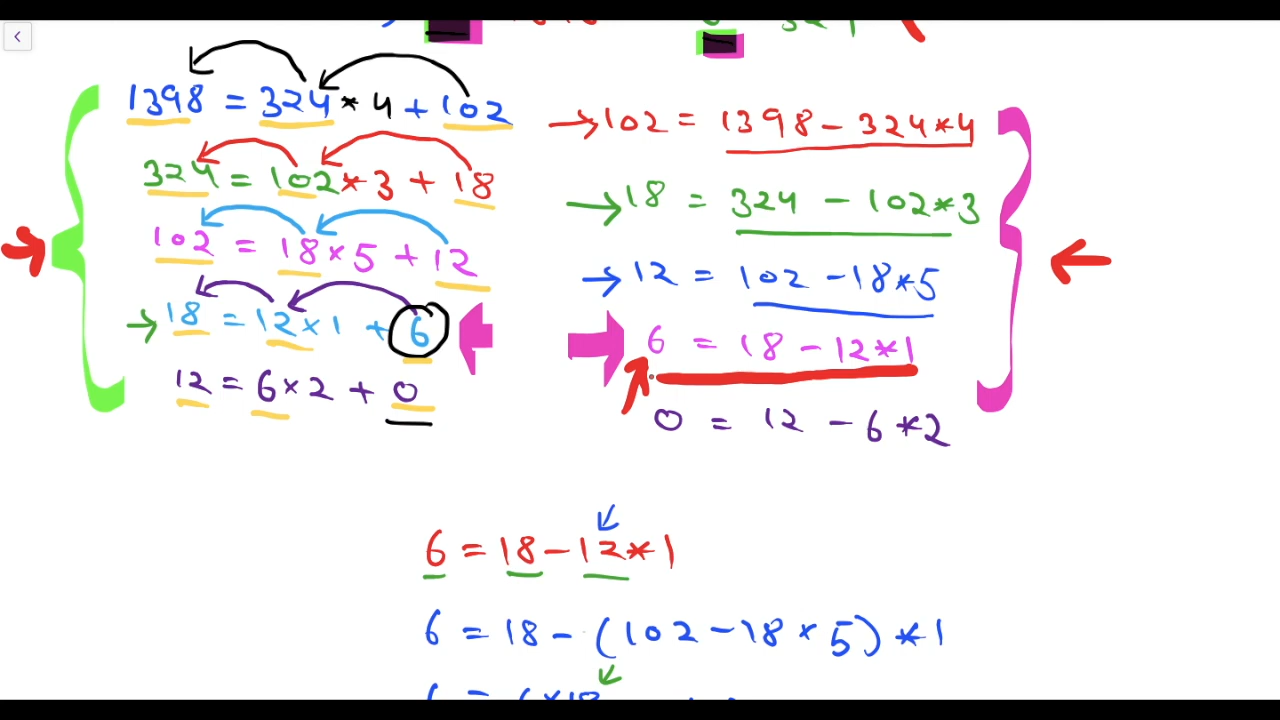 1398 = 324 * 4 + 102
324 = 102 * 3 + 18
102 = 18 × 5 + 12
→ 18 = 12 × 1 + 6
12 = 6 × 2 + 0
→ 102 = 1398 - 324 * 4
→ 18 = 324 - 102 * 3
→ 12 = 102 - 18 * 5
6 = 18 - 12 * 1
0 = 12 - 6 * 2
6 = 18 - 12 * 1
6 = 18 - (102 - 18 × 5) * 1